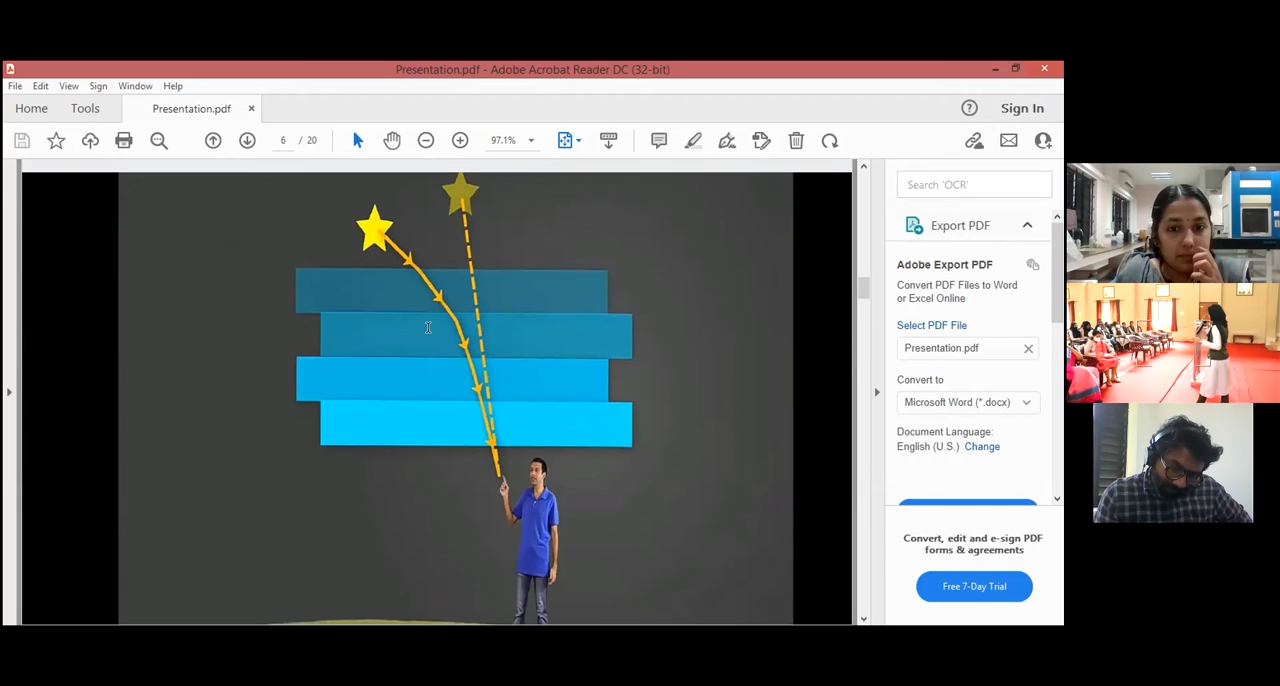 Presentation.pdf - Adobe Acrobat Reader DC (32-bit)
File Edit View Sign Window Help
Home Tools Presentation.pdf × Sign In
6 / 20 97.1%
Search 'OCR'
Export PDF
Adobe Export PDF
Convert PDF Files to Word
or Excel Online
Select PDF File
Presentation.pdf
Convert to
Microsoft Word (*.docx)
Document Language:
English (U.S.) Change
Convert, edit and e-sign PDF
forms & agreements
Free 7-Day Trial